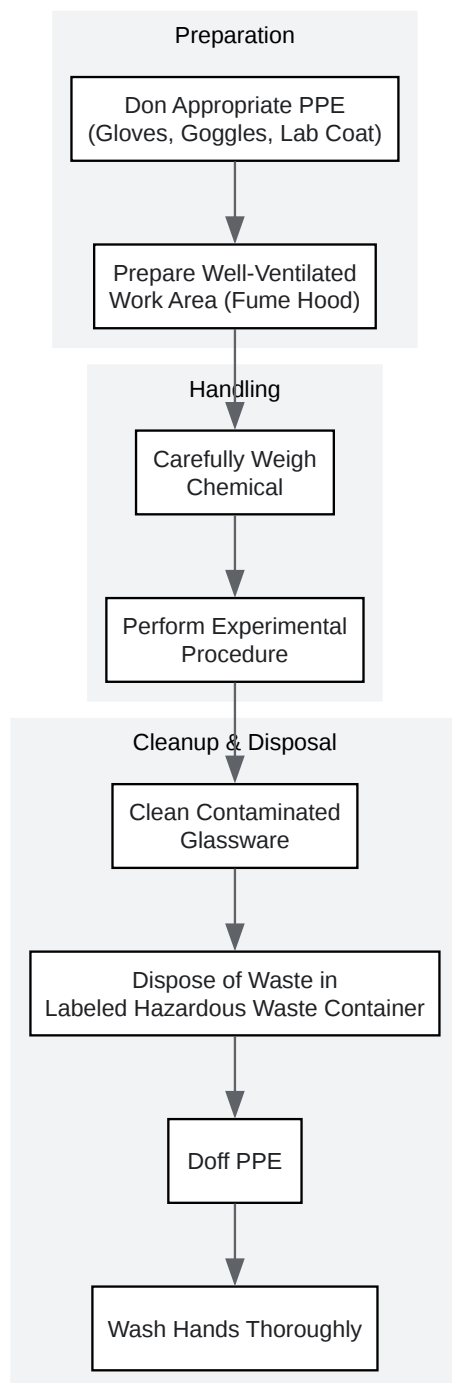 Preparation
Don Appropriate PPE
(Gloves, Goggles, Lab Coat)
Prepare Well-Ventilated
Work Area (Fume Hood)
Handling
Carefully Weigh
Chemical
Perform Experimental
Procedure
Cleanup & Disposal
Clean Contaminated
Glassware
Dispose of Waste in
Labeled Hazardous Waste Container
Doff PPE
Wash Hands Thoroughly